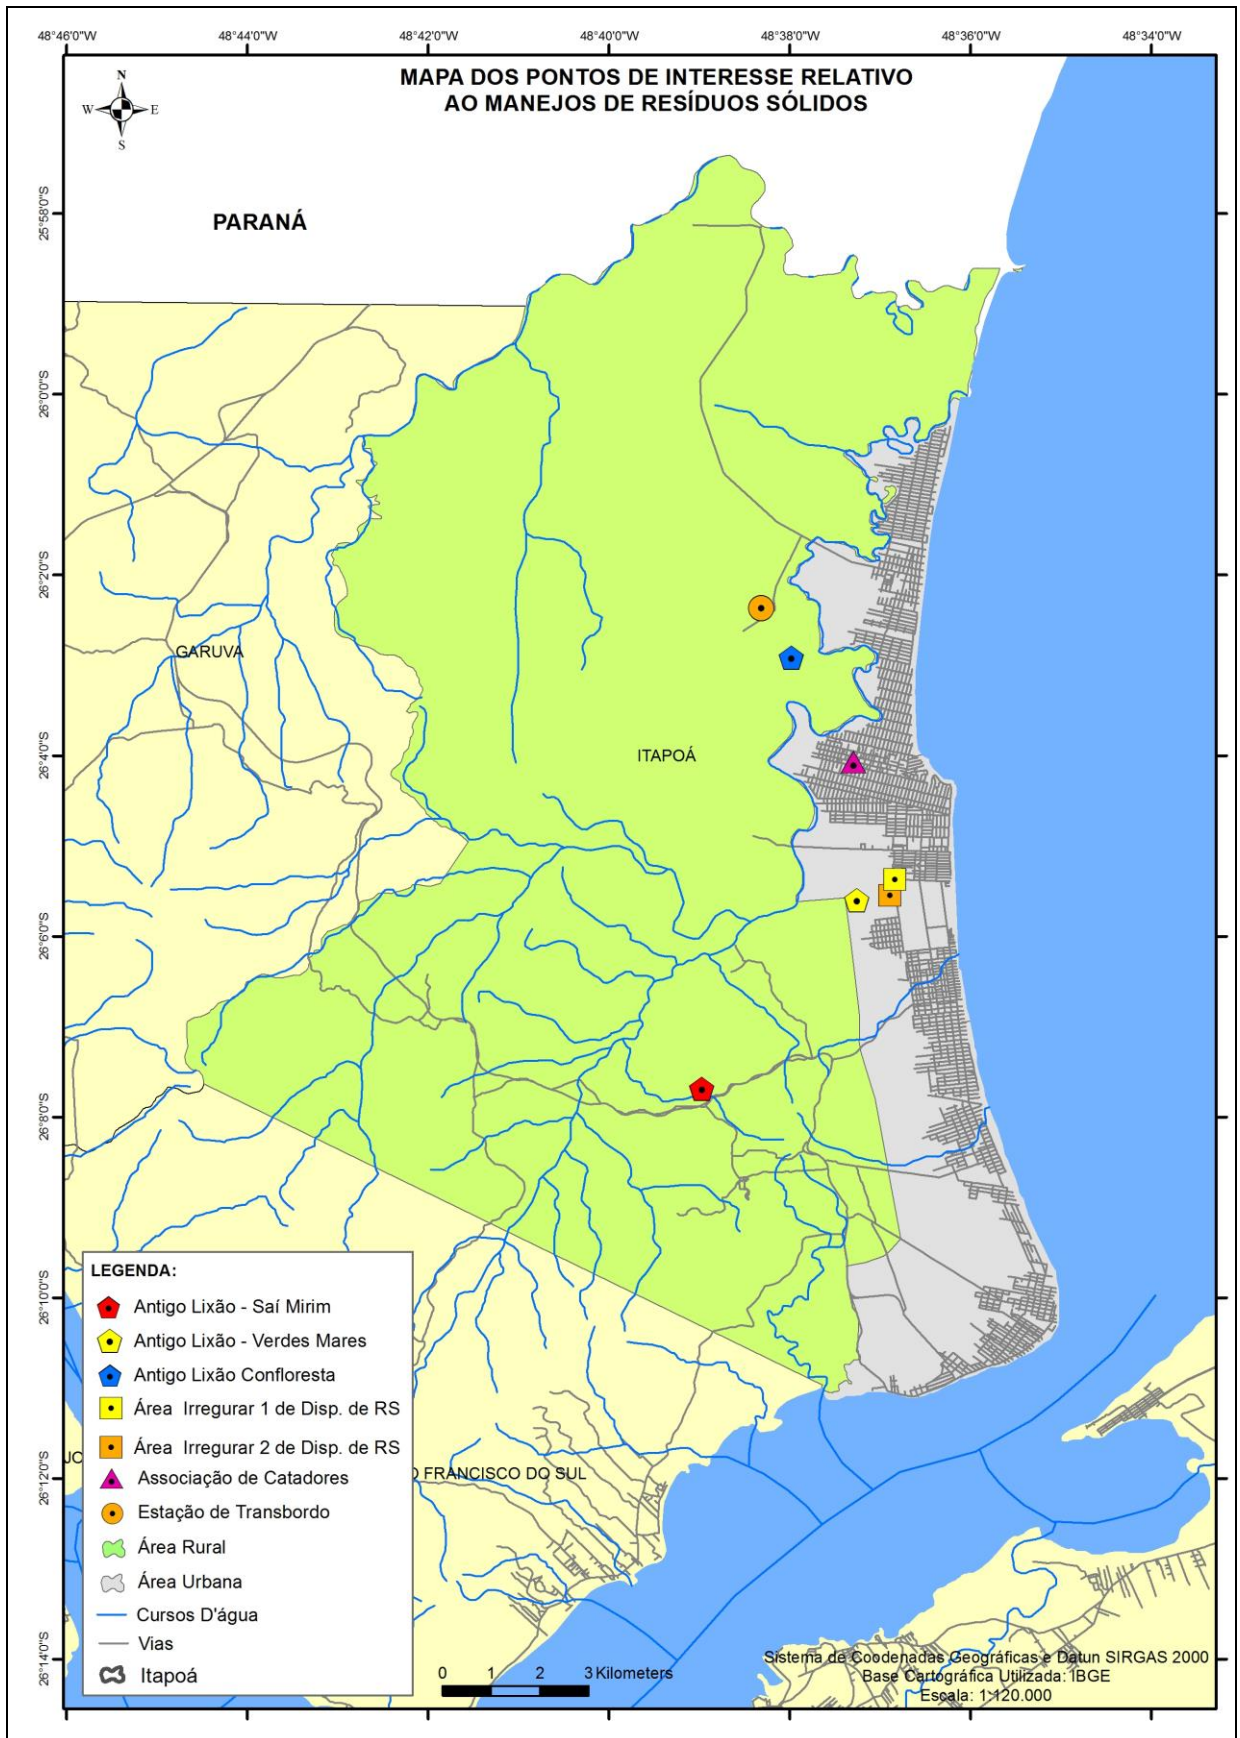 48°46'0"W 48°44'0"W 48°42'0"W 48°40'0"W 48°38'0"W 48°36'0"W 48°34'0"W
MAPA DOS PONTOS DE INTERESSE RELATIVO
AO MANEJOS DE RESÍDUOS SÓLIDOS
N
W E
S
PARANÁ
25°58'0"S
26°0'0"S
26°2'0"S
GARUVA
ITAPOÁ
26°4'0"S
26°6'0"S
26°8'0"S
26°10'0"S
26°12'0"S
26°14'0"S
LEGENDA:
Antigo Lixão - Saí Mirim
Antigo Lixão - Verdes Mares
Antigo Lixão Confloresta
Área Irregurar 1 de Disp. de RS
Área Irregurar 2 de Disp. de RS
Associação de Catadores
Estação de Transbordo
Área Rural
Área Urbana
Cursos D'água
Vias
Itapoá
JO
O FRANCISCO DO SUL
0 1 2 3 Kilometers
Sistema de Coodenadas Geográficas e Datun SIRGAS 2000
Base Cartográfica Utilizada: IBGE
Escala: 1:120.000